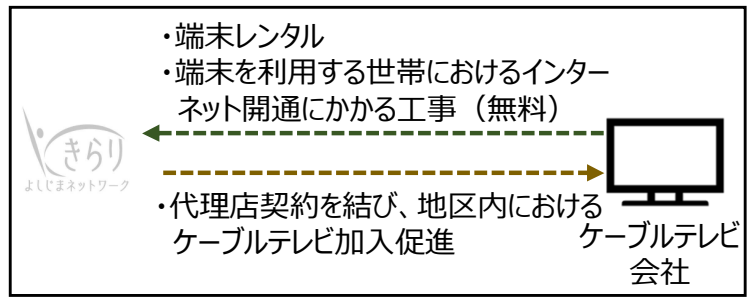 ・端末レンタル
・端末を利用する世帯におけるインター
ネット開通にかかる工事（無料）
きらり
よしじまネットワーク
・代理店契約を結び、地区内における
ケーブルテレビ加入促進
ケーブルテレビ
会社